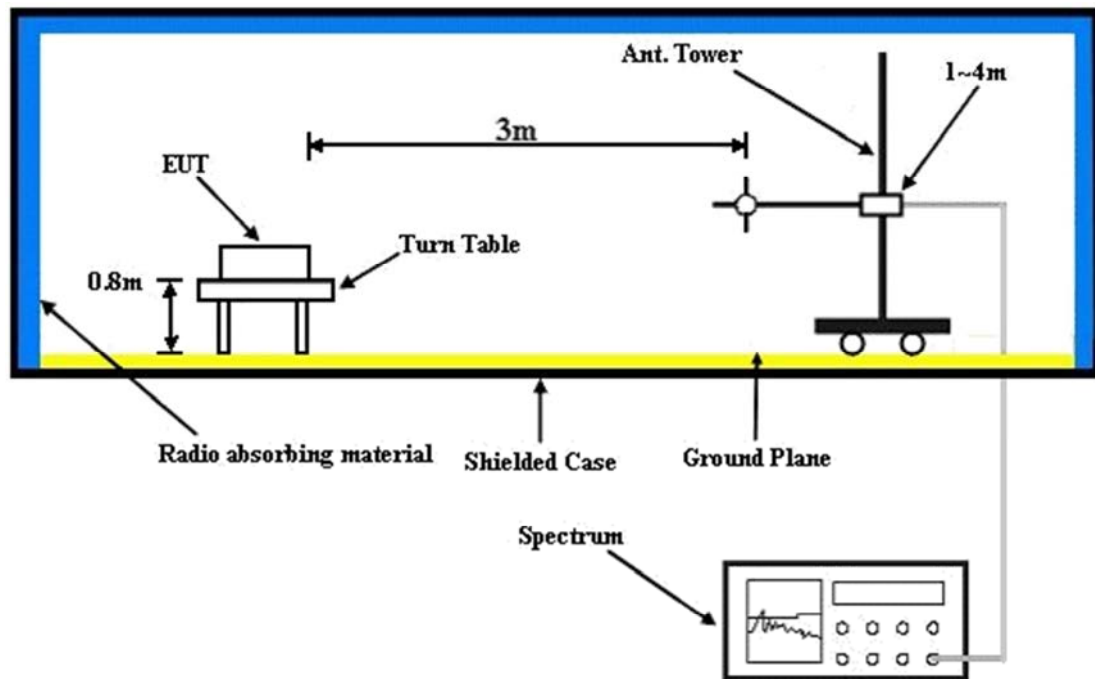 Ant. Tower
1~4m
3m
EUT
Turn Table
0.8m
Radio absorbing material
Shielded Case
Ground Plane
Spectrum